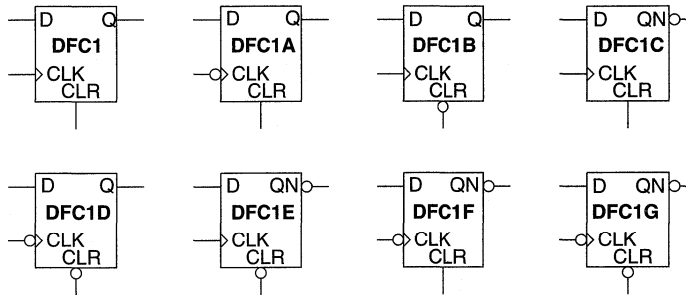 D Q
DFC1
CLK
CLR
D Q
DFC1A
CLK
CLR
D Q
DFC1B
CLK
CLR
D QN
DFC1C
CLK
CLR
D Q
DFC1D
CLK
CLR
D QN
DFC1E
CLK
CLR
D QN
DFC1F
CLK
CLR
D QN
DFC1G
CLK
CLR